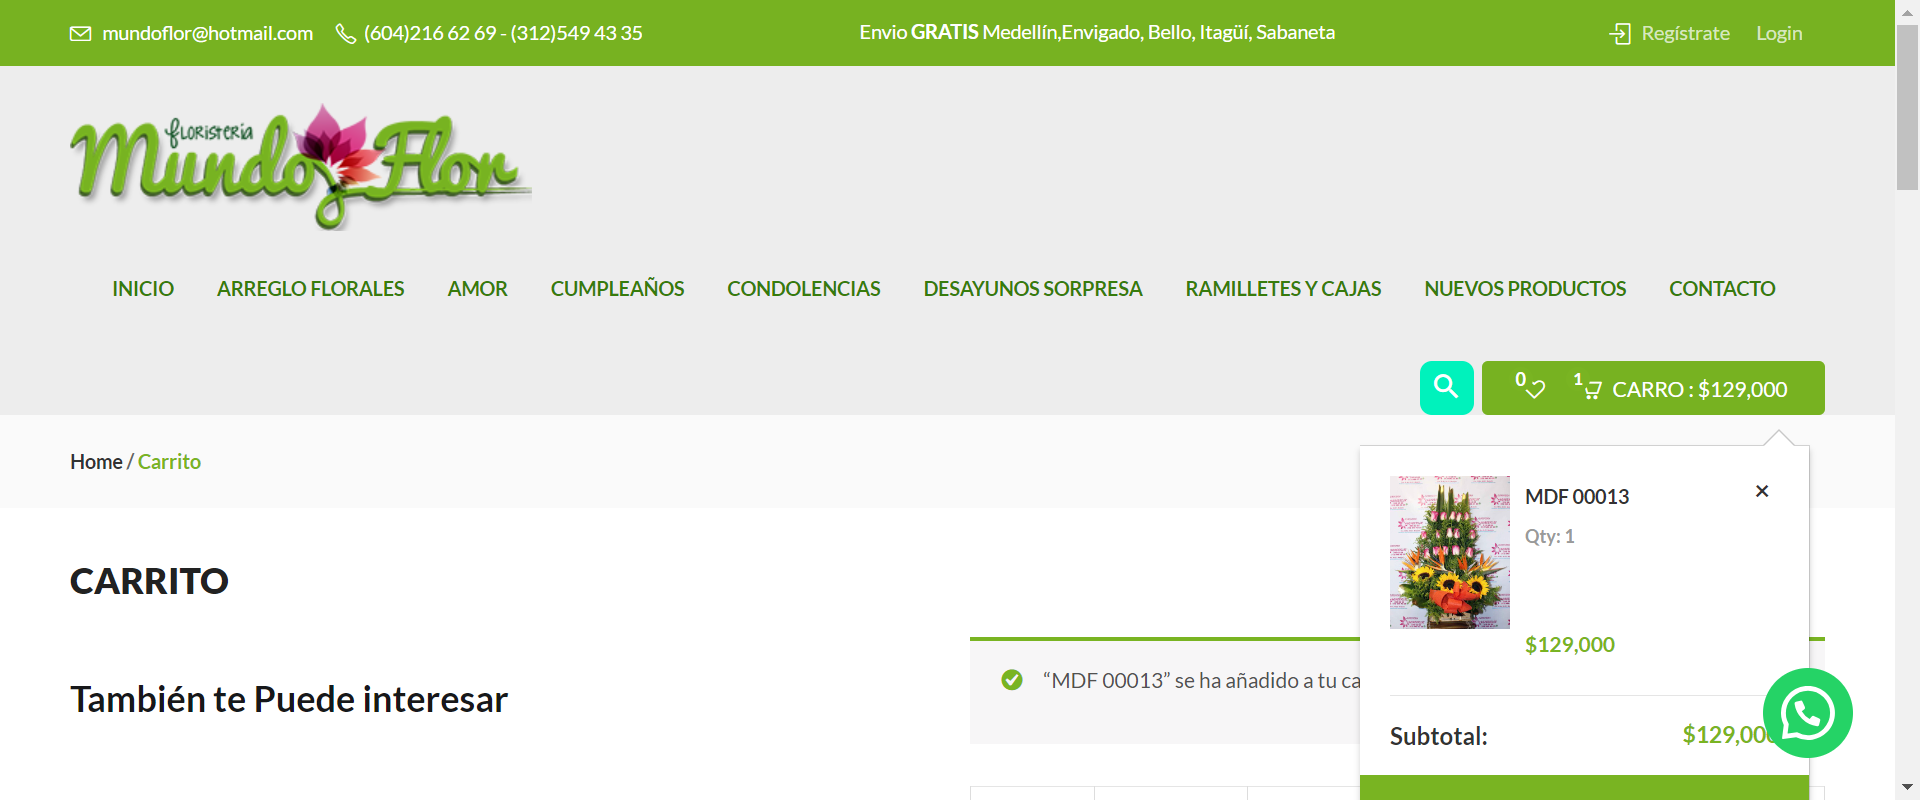 mundoflor@hotmail.com
(604)216 62 69 - (312)549 43 35
Envio GRATIS Medellín,Envigado, Bello, Itagüí, Sabaneta
Regístrate
Login
FLORISTERIA
Mundo Flor
INICIO
ARREGLO FLORALES
AMOR
CUMPLEAÑOS
CONDOLENCIAS
DESAYUNOS SORPRESA
RAMILLETES Y CAJAS
NUEVOS PRODUCTOS
CONTACTO
0
1
CARRO : $129,000
Home / Carrito
MDF 00013
Qty: 1
$129,000
CARRITO
“MDF 00013” se ha añadido a tu ca
También te Puede interesar
Subtotal:
$129,000